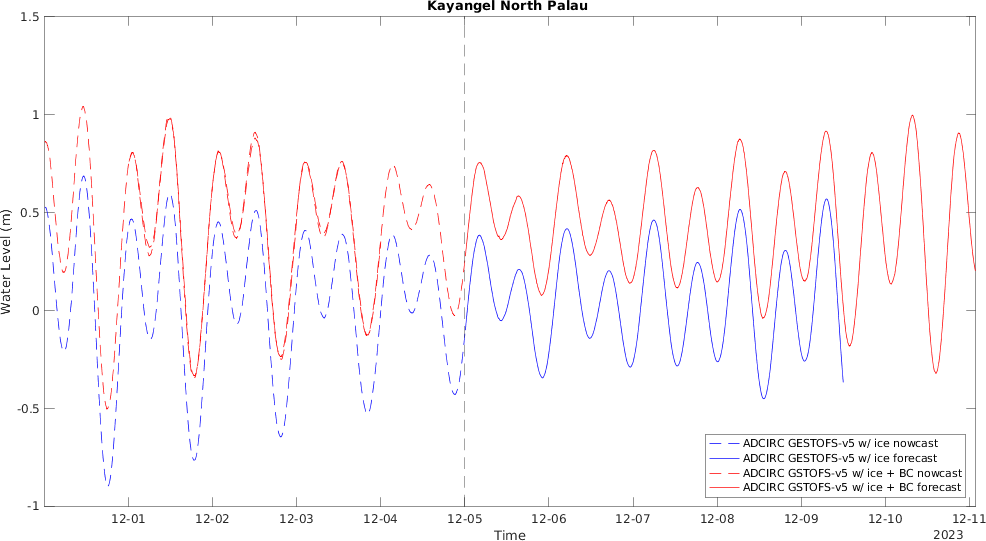 Kayangel North Palau
1.5
1
0.5
0
-0.5
-1
Water Level (m)
ADCIRC GESTOFS-v5 w/ ice nowcast
ADCIRC GESTOFS-v5 w/ ice forecast
ADCIRC GSTOFS-v5 w/ ice + BC nowcast
ADCIRC GSTOFS-v5 w/ ice + BC forecast
12-01 12-02 12-03 12-04 12-05 12-06 12-07 12-08 12-09 12-10 12-11
Time
2023